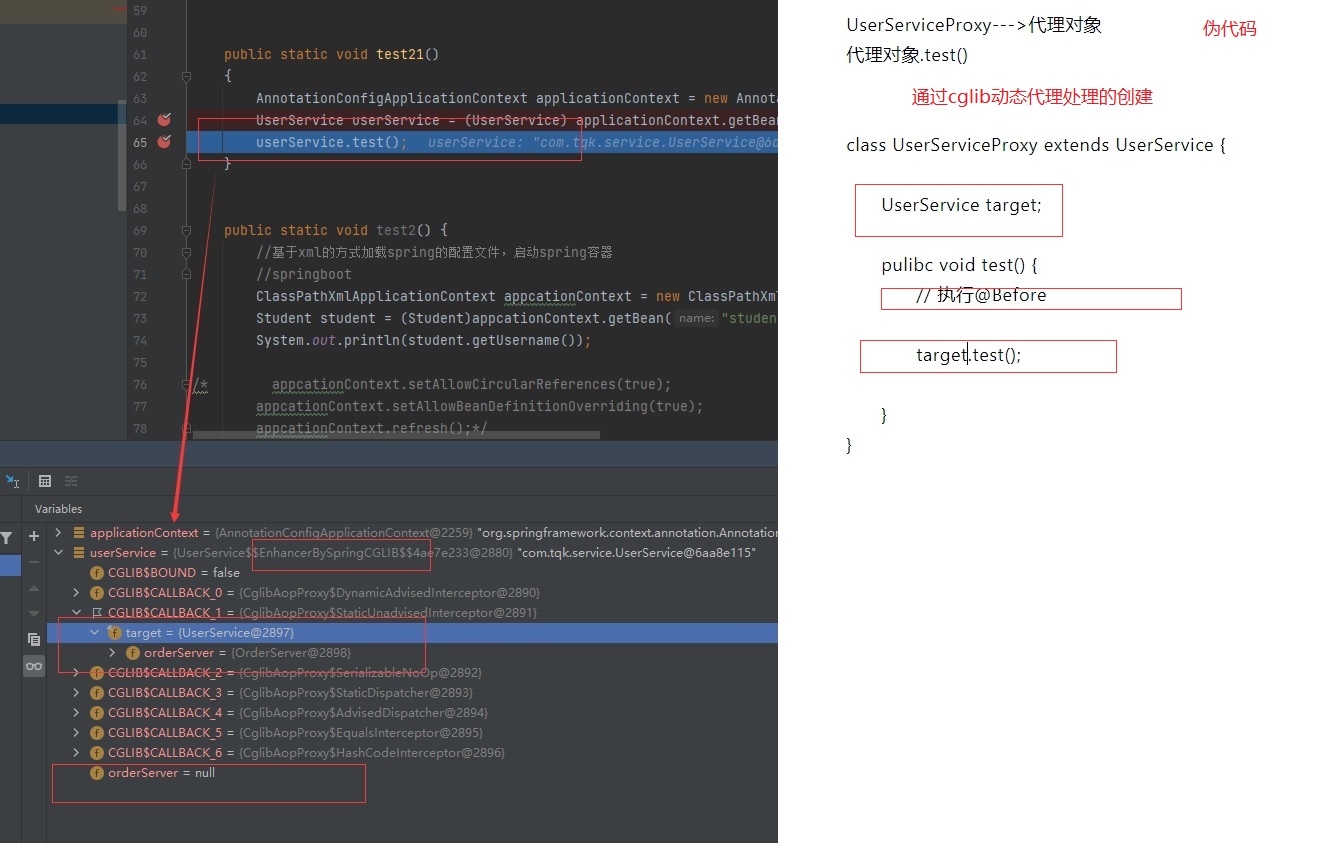 59
60
61 public static void test21()
62 {
63 AnnotationConfigApplicationContext applicationContext = new Annota
64 UserService userService = (UserService) applicationContext.getBean
65 userService.test(); userService: "com.tqk.service.UserService@6a
66 }
67
68
69 public static void test2() {
70 //基于xml的方式加载spring的配置文件，启动spring容器
71 //springboot
72 ClassPathXmlApplicationContext appcationContext = new ClassPathXml
73 Student student = (Student)appcationContext.getBean( name: "studen
74 System.out.println(student.getUsername());
75
76 /* appcationContext.setAllowCircularReferences(true);
77 appcationContext.setAllowBeanDefinitionOverriding(true);
78 appcationContext.refresh();*/
Variables
applicationContext = {AnnotationConfigApplicationContext@2259} "org.springframework.context.annotation.Annotation
userService = {UserService$$EnhancerBySpringCGLIB$$4ae7e233@2880} "com.tqk.service.UserService@6aa8e115"
f CGLIB$BOUND = false
f CGLIB$CALLBACK_0 = {CglibAopProxy$DynamicAdvisedInterceptor@2890}
CGLIB$CALLBACK_1 = {CglibAopProxy$StaticUnadvisedInterceptor@2891}
f target = {UserService@2897}
f orderServer = {OrderServer@2898}
f CGLIB$CALLBACK_2 = {CglibAopProxy$SerializableNoOp@2892}
f CGLIB$CALLBACK_3 = {CglibAopProxy$StaticDispatcher@2893}
f CGLIB$CALLBACK_4 = {CglibAopProxy$AdvisedDispatcher@2894}
f CGLIB$CALLBACK_5 = {CglibAopProxy$EqualsInterceptor@2895}
f CGLIB$CALLBACK_6 = {CglibAopProxy$HashCodeInterceptor@2896}
f orderServer = null
UserServiceProxy--->代理对象
伪代码
代理对象.test()
通过cglib动态代理处理的创建
class UserServiceProxy extends UserService {
UserService target;
pulibc void test() {
// 执行@Before
target.test();
}
}